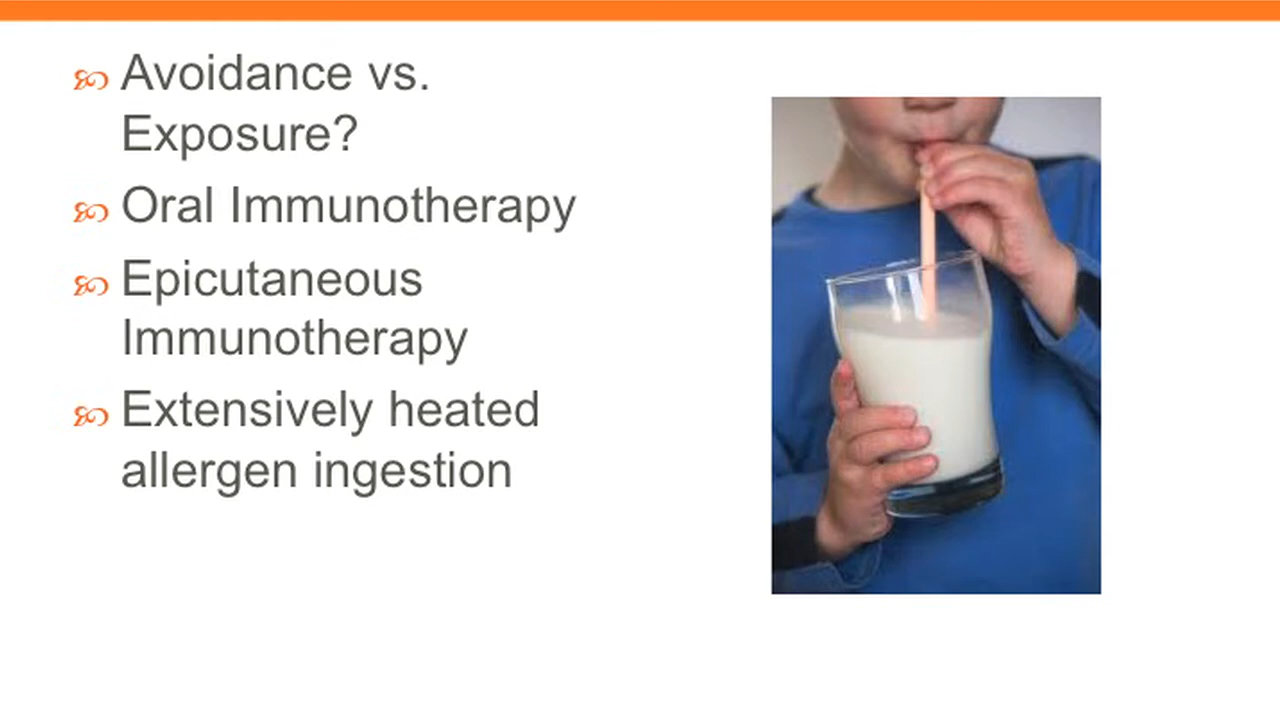 Avoidance vs.
Exposure?
Oral Immunotherapy
Epicutaneous
Immunotherapy
Extensively heated
allergen ingestion